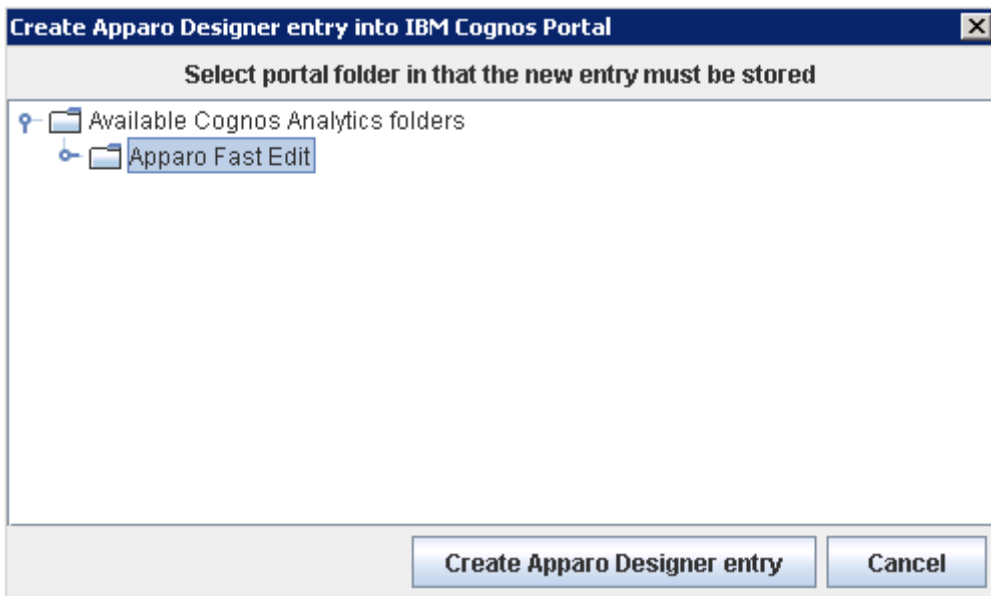 Create Apparo Designer entry into IBM Cognos Portal
Select portal folder in that the new entry must be stored
Available Cognos Analytics folders
Apparo Fast Edit
Create Apparo Designer entry
Cancel